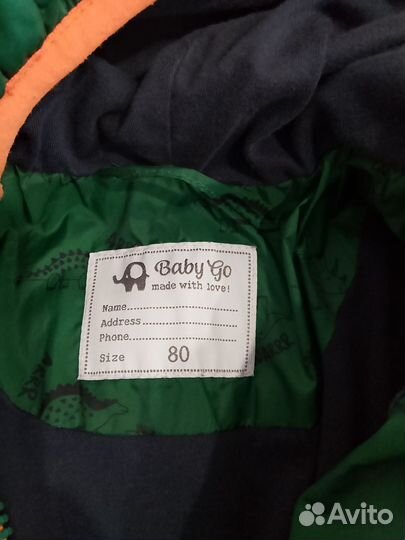 Baby Go
made with love!
Name
Address
Phone
Size 80
Avito